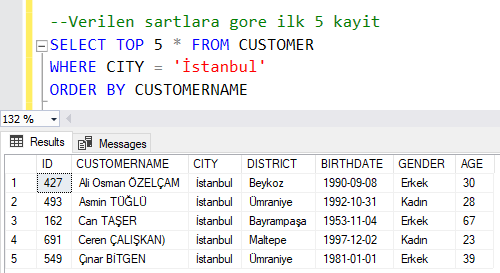 --Verilen sartlara gore ilk 5 kayit
SELECT TOP 5 * FROM CUSTOMER
WHERE CITY = 'İstanbul'
ORDER BY CUSTOMERNAME
132 %
Results Messages
ID CUSTOMERNAME CITY DISTRICT BIRTHDATE GENDER AGE
1 427 Ali Osman ÖZELÇAM İstanbul Beykoz 1990-09-08 Erkek 30
2 493 Asmin TÜĞLÜ İstanbul Ümraniye 1992-10-31 Kadın 28
3 162 Can TAŞER İstanbul Bayrampaşa 1953-11-04 Erkek 67
4 691 Ceren ÇALIŞKAN) İstanbul Maltepe 1997-12-02 Kadın 23
5 549 Çınar BİTGEN İstanbul Ümraniye 1981-01-01 Erkek 39